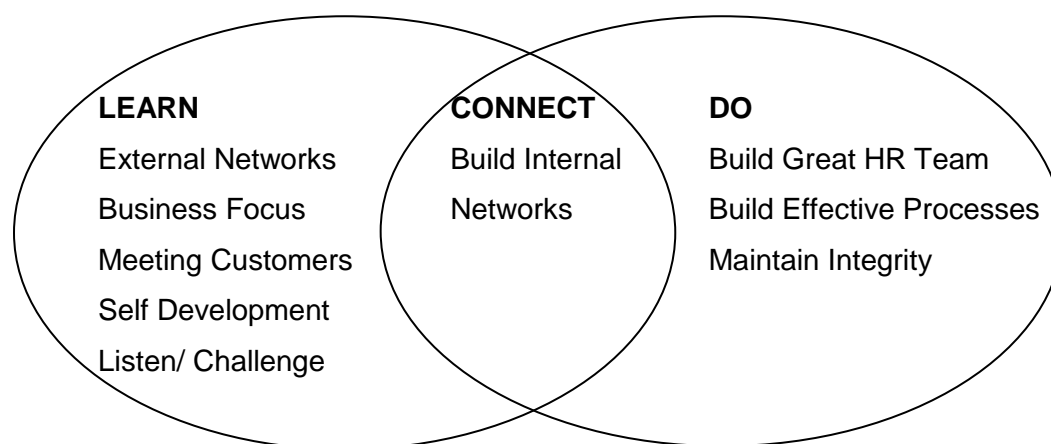 LEARN
External Networks
Business Focus
Meeting Customers
Self Development
Listen/ Challenge
CONNECT
Build Internal
Networks
DO
Build Great HR Team
Build Effective Processes
Maintain Integrity